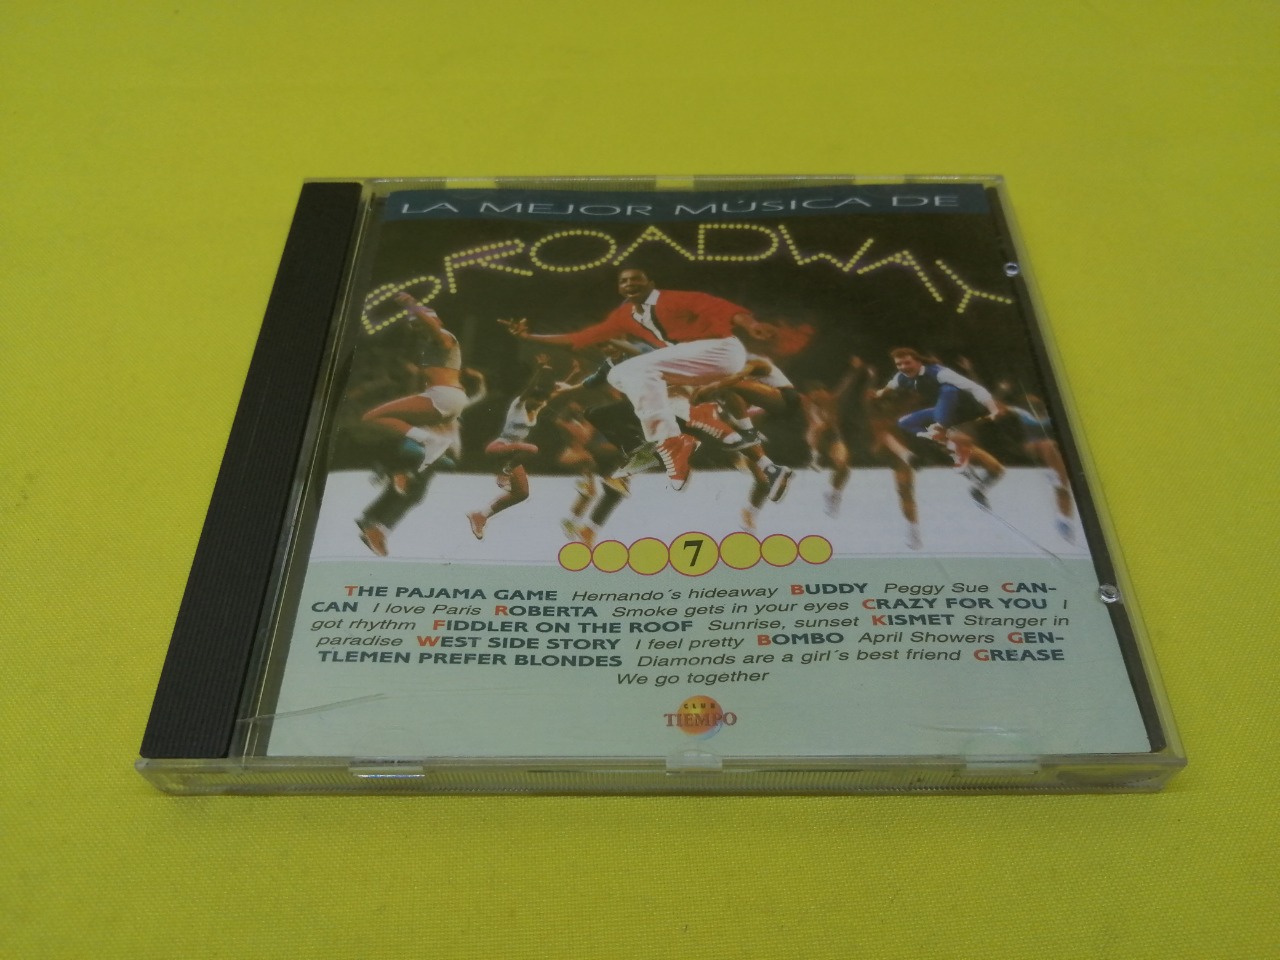 LA MEJOR MÚSICA DE
BROADWAY
7
THE PAJAMA GAME Hernando´s hideaway BUDDY Peggy Sue CAN-
CAN I love Paris ROBERTA Smoke gets in your eyes CRAZY FOR YOU I
got rhythm FIDDLER ON THE ROOF Sunrise, sunset KISMET Stranger in
paradise WEST SIDE STORY I feel pretty BOMBO April Showers GEN-
TLEMEN PREFER BLONDES Diamonds are a girl´s best friend GREASE
We go together
CLUB
TIEMPO